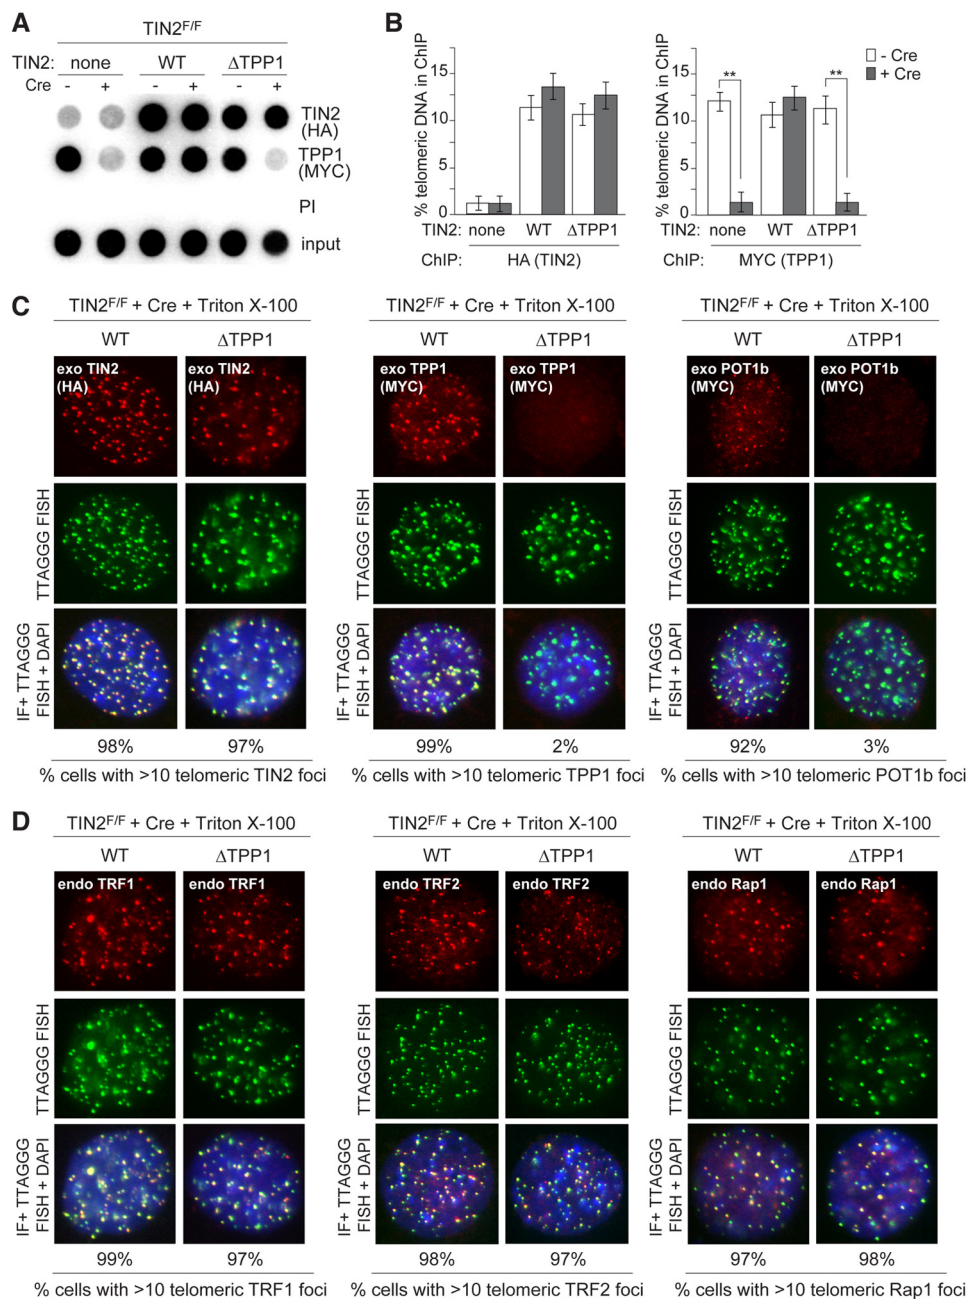 A
TIN2F/F
TIN2: none WT ΔTPP1
Cre - + - + - +
TIN2 (HA)
TPP1 (MYC)
PI
input
B
% telomeric DNA in ChIP
15
10
5
0
TIN2: none WT ΔTPP1
ChIP: HA (TIN2)
% telomeric DNA in ChIP
15
10
5
0
** **
- Cre
+ Cre
TIN2: none WT ΔTPP1
ChIP: MYC (TPP1)
C
TIN2F/F + Cre + Triton X-100
WT ΔTPP1
exo TIN2 (HA)
exo TIN2 (HA)
TTAGGG FISH
IF+ TTAGGG FISH + DAPI
98% 97%
% cells with >10 telomeric TIN2 foci
TIN2F/F + Cre + Triton X-100
WT ΔTPP1
exo TPP1 (MYC)
exo TPP1 (MYC)
TTAGGG FISH
IF+ TTAGGG FISH + DAPI
99% 2%
% cells with >10 telomeric TPP1 foci
TIN2F/F + Cre + Triton X-100
WT ΔTPP1
exo POT1b (MYC)
exo POT1b (MYC)
TTAGGG FISH
IF+ TTAGGG FISH + DAPI
92% 3%
% cells with >10 telomeric POT1b foci
D
TIN2F/F + Cre + Triton X-100
WT ΔTPP1
endo TRF1 endo TRF1
TTAGGG FISH
IF+ TTAGGG FISH + DAPI
99% 97%
% cells with >10 telomeric TRF1 foci
TIN2F/F + Cre + Triton X-100
WT ΔTPP1
endo TRF2 endo TRF2
TTAGGG FISH
IF+ TTAGGG FISH + DAPI
98% 97%
% cells with >10 telomeric TRF2 foci
TIN2F/F + Cre + Triton X-100
WT ΔTPP1
endo Rap1 endo Rap1
TTAGGG FISH
IF+ TTAGGG FISH + DAPI
97% 98%
% cells with >10 telomeric Rap1 foci